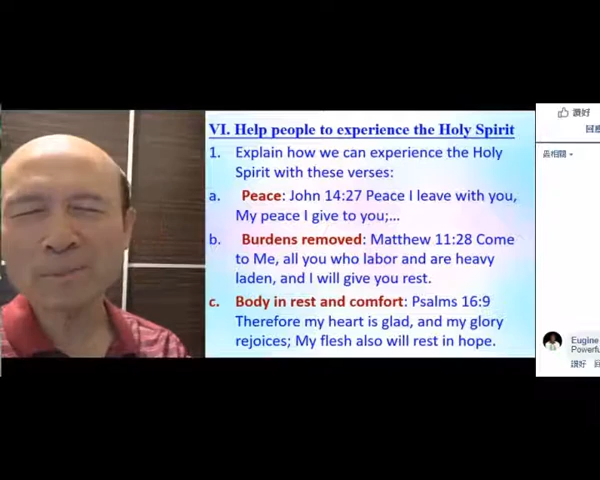 VI. Help people to experience the Holy Spirit
1. Explain how we can experience the Holy
Spirit with these verses:
a. Peace: John 14:27 Peace I leave with you,
My peace I give to you;...
b. Burdens removed: Matthew 11:28 Come
to Me, all you who labor and are heavy
laden, and I will give you rest.
c. Body in rest and comfort: Psalms 16:9
Therefore my heart is glad, and my glory
rejoices; My flesh also will rest in hope.
讚好
Eugine
Powerfu
讚好